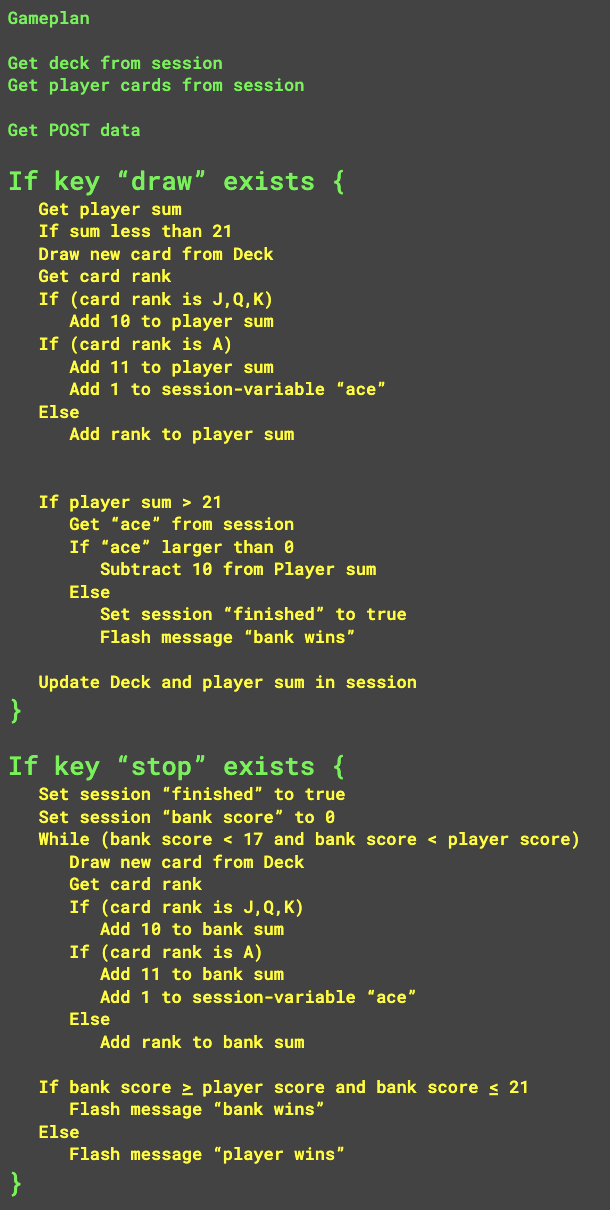 Gameplan
Get deck from session
Get player cards from session
Get POST data
If key “draw” exists {
Get player sum
If sum less than 21
Draw new card from Deck
Get card rank
If (card rank is J,Q,K)
Add 10 to player sum
If (card rank is A)
Add 11 to player sum
Add 1 to session-variable “ace”
Else
Add rank to player sum
If player sum > 21
Get “ace” from session
If “ace” larger than 0
Subtract 10 from Player sum
Else
Set session “finished” to true
Flash message “bank wins”
Update Deck and player sum in session
}
If key “stop” exists {
Set session “finished” to true
Set session “bank score” to 0
While (bank score < 17 and bank score < player score)
Draw new card from Deck
Get card rank
If (card rank is J,Q,K)
Add 10 to bank sum
If (card rank is A)
Add 11 to bank sum
Add 1 to session-variable “ace”
Else
Add rank to bank sum
If bank score ≥ player score and bank score ≤ 21
Flash message “bank wins”
Else
Flash message “player wins”
}